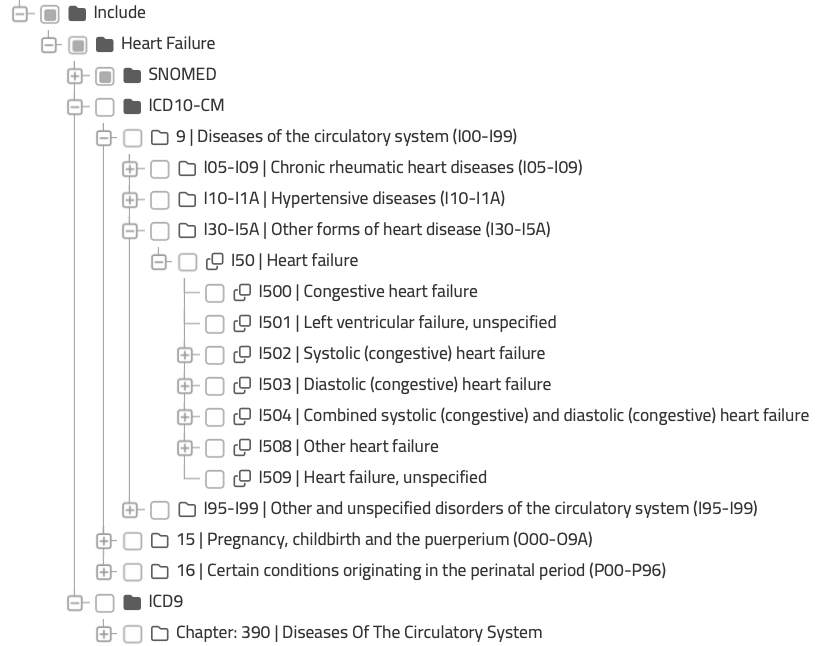 Include
Heart Failure
SNOMED
ICD10-CM
9 | Diseases of the circulatory system (I00-I99)
I05-I09 | Chronic rheumatic heart diseases (I05-I09)
I10-I1A | Hypertensive diseases (I10-I1A)
I30-I5A | Other forms of heart disease (I30-I5A)
I50 | Heart failure
I500 | Congestive heart failure
I501 | Left ventricular failure, unspecified
I502 | Systolic (congestive) heart failure
I503 | Diastolic (congestive) heart failure
I504 | Combined systolic (congestive) and diastolic (congestive) heart failure
I508 | Other heart failure
I509 | Heart failure, unspecified
I95-I99 | Other and unspecified disorders of the circulatory system (I95-I99)
15 | Pregnancy, childbirth and the puerperium (O00-O9A)
16 | Certain conditions originating in the perinatal period (P00-P96)
ICD9
Chapter: 390 | Diseases Of The Circulatory System